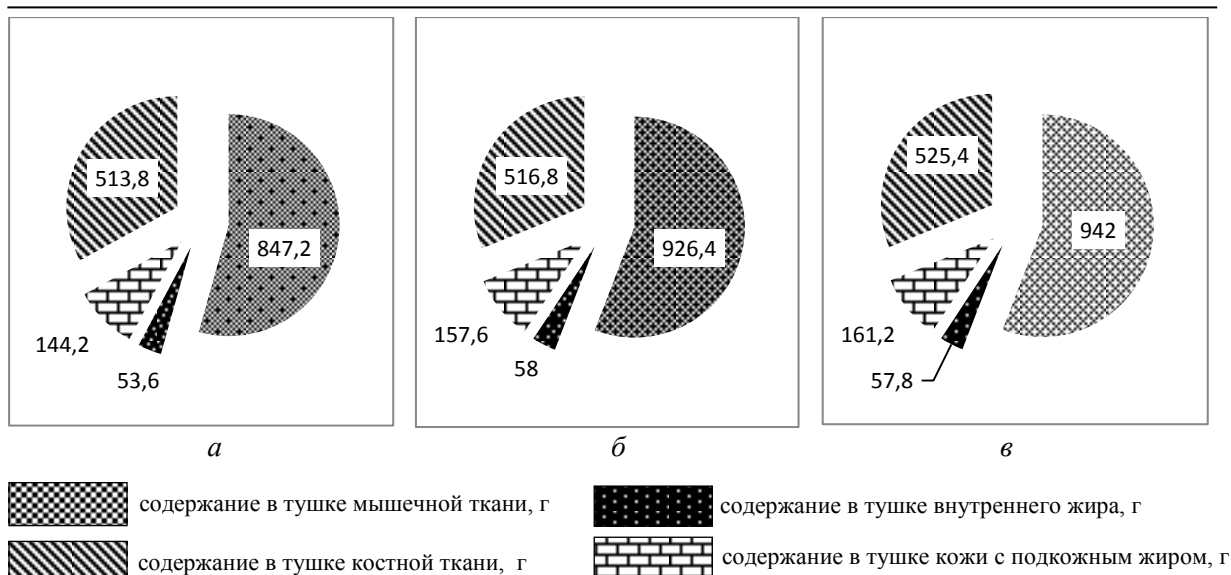 513,8
847,2
144,2
53,6
516,8
926,4
157,6
58
525,4
942
161,2
57,8
а
б
в
содержание в тушке мышечной ткани, г
содержание в тушке внутреннего жира, г
содержание в тушке костной ткани, г
содержание в тушке кожи с подкожным жиром, г